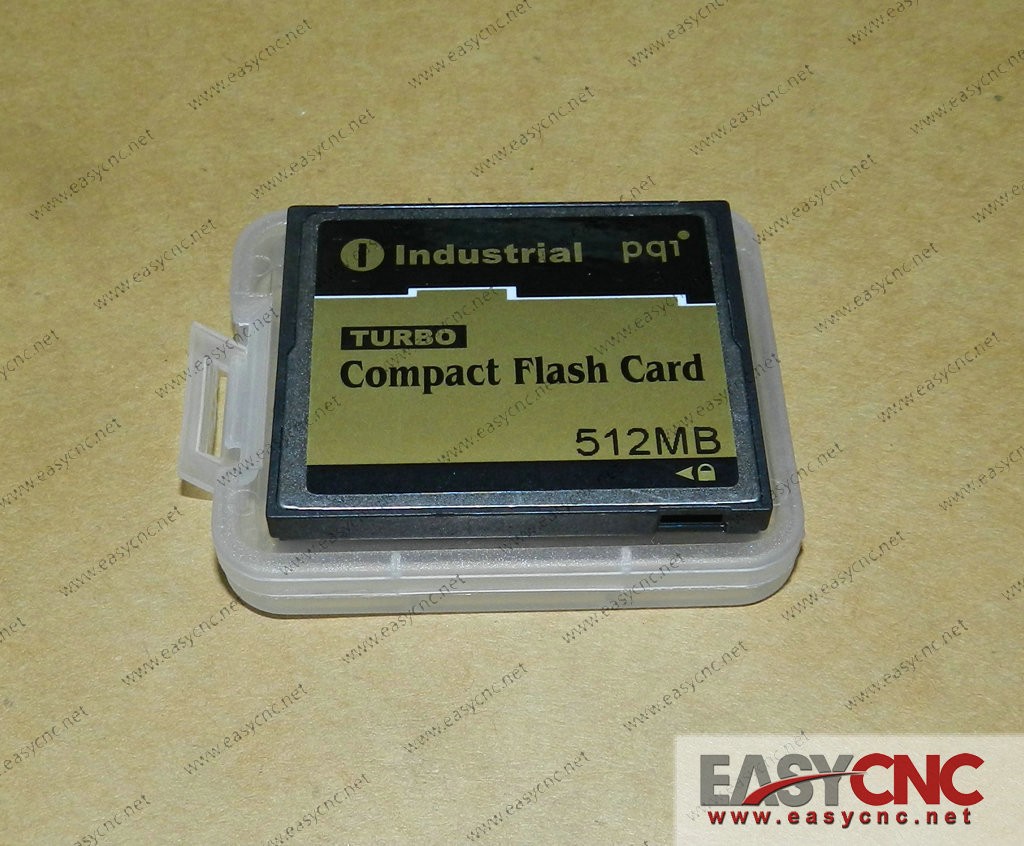 Industrial pqi
TURBO
Compact Flash Card
512MB
EASYCNC
www.easycnc.net